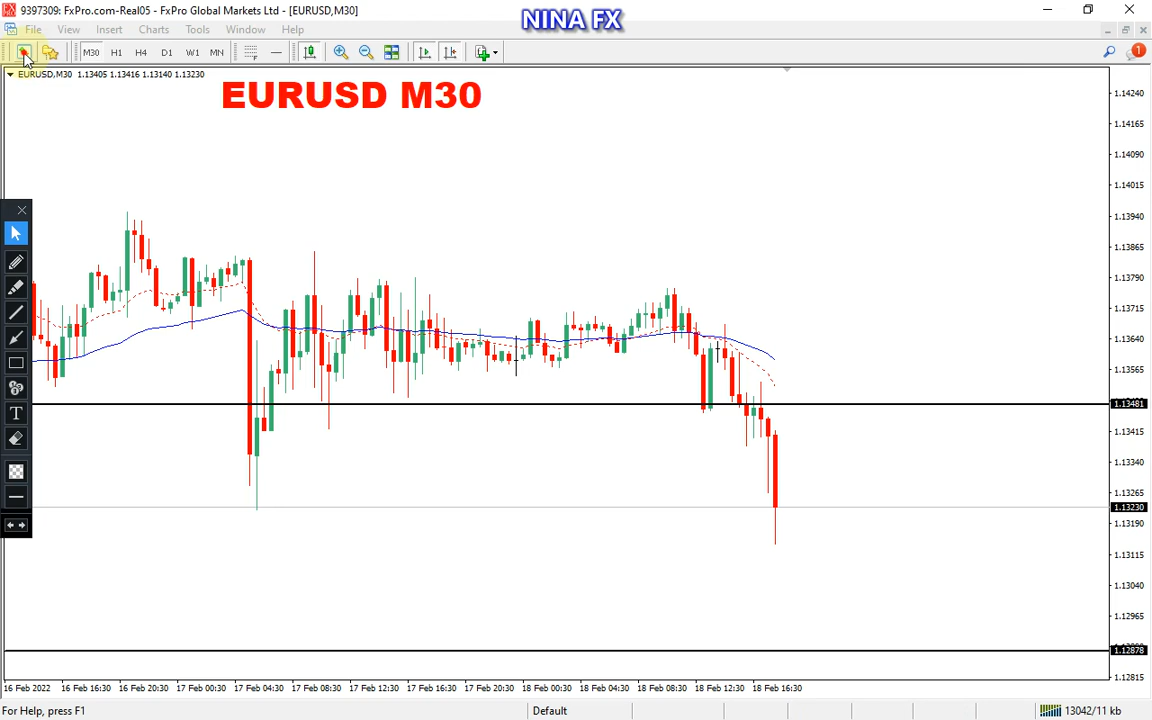 9397309: FxPro.com-Real05 - FxPro Global Markets Ltd - [EURUSD,M30]
NINA FX
File View Insert Charts Tools Window Help
M30 H1 H4 D1 W1 MN
1
EURUSD,M30 1.13405 1.13416 1.13140 1.13230
EURUSD M30
1.14240
1.14165
1.14090
1.14015
1.13940
1.13865
1.13790
1.13715
1.13640
1.13565
1.13481
1.13415
1.13340
1.13265
1.13230
1.13190
1.13115
1.13040
1.12965
1.12878
1.12815
T
16 Feb 2022 16 Feb 16:30 16 Feb 20:30 17 Feb 00:30 17 Feb 04:30 17 Feb 08:30 17 Feb 12:30 17 Feb 16:30 17 Feb 20:30 18 Feb 00:30 18 Feb 04:30 18 Feb 08:30 18 Feb 12:30 18 Feb 16:30
For Help, press F1
Default
13042/11 kb